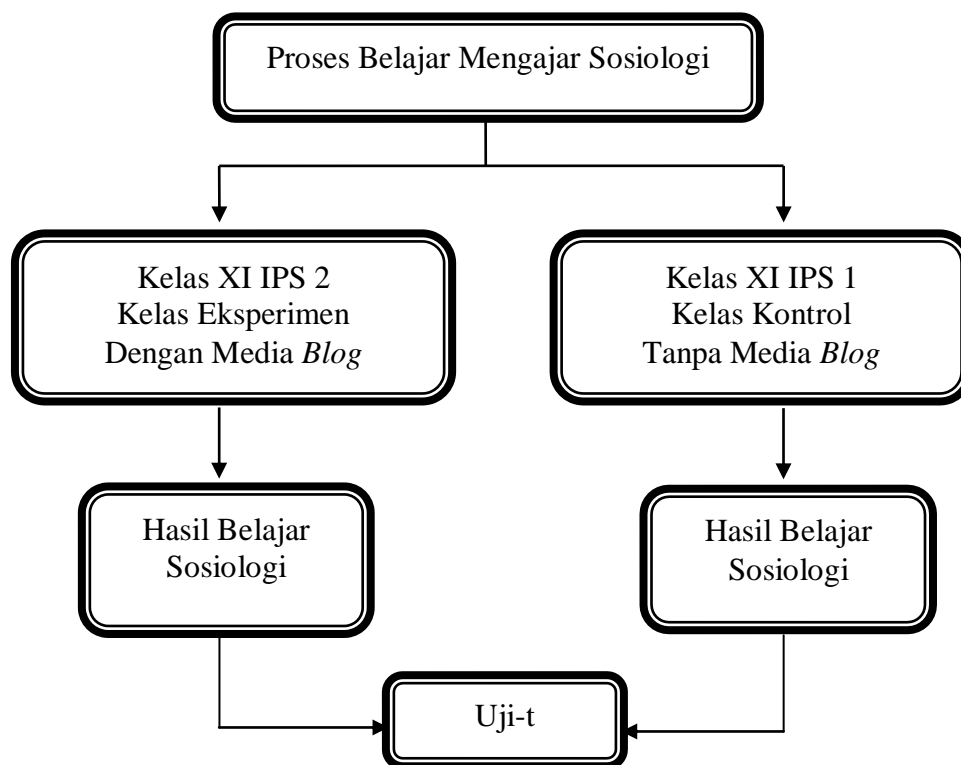 Proses Belajar Mengajar Sosiologi
Kelas XI IPS 2
Kelas Eksperimen
Dengan Media Blog
Kelas XI IPS 1
Kelas Kontrol
Tanpa Media Blog
Hasil Belajar
Sosiologi
Hasil Belajar
Sosiologi
Uji-t